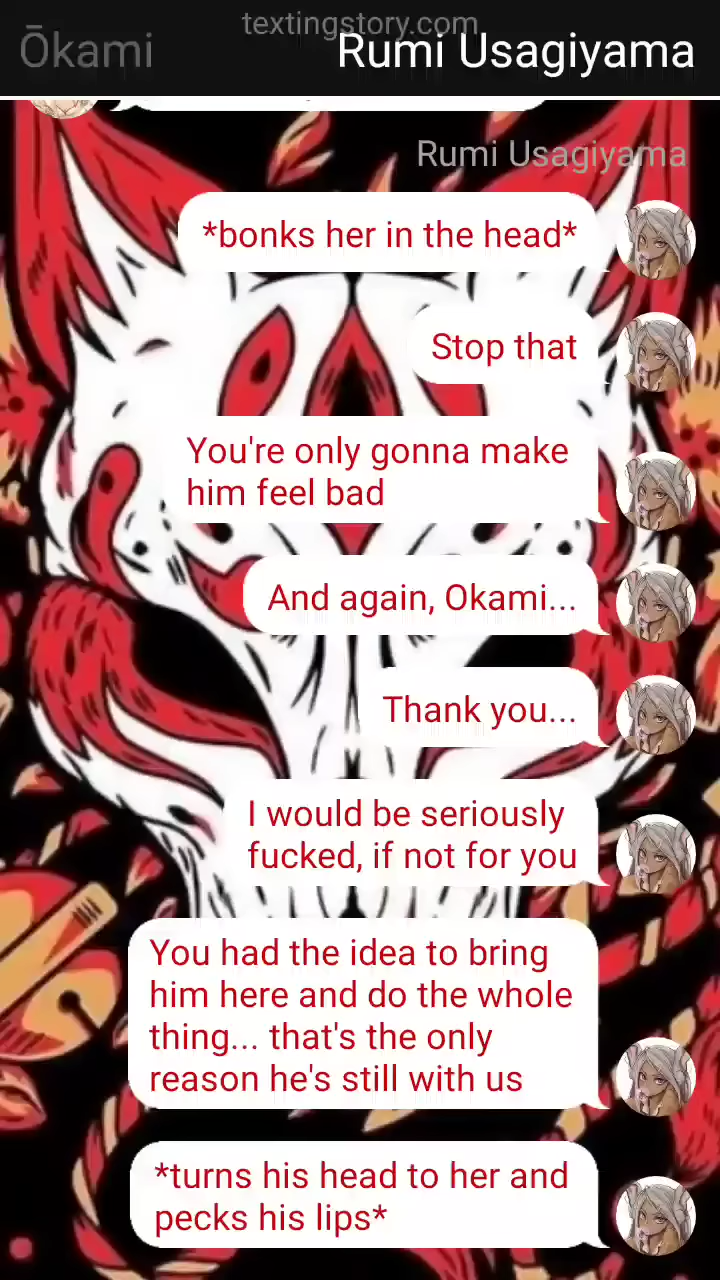 textingstory.com
Ōkami
Rumi Usagiyama
Rumi Usagiyama
*bonks her in the head*
Stop that
You're only gonna make
him feel bad
And again, Okami...
Thank you...
I would be seriously
fucked, if not for you
You had the idea to bring
him here and do the whole
thing... that's the only
reason he's still with us
*turns his head to her and
pecks his lips*